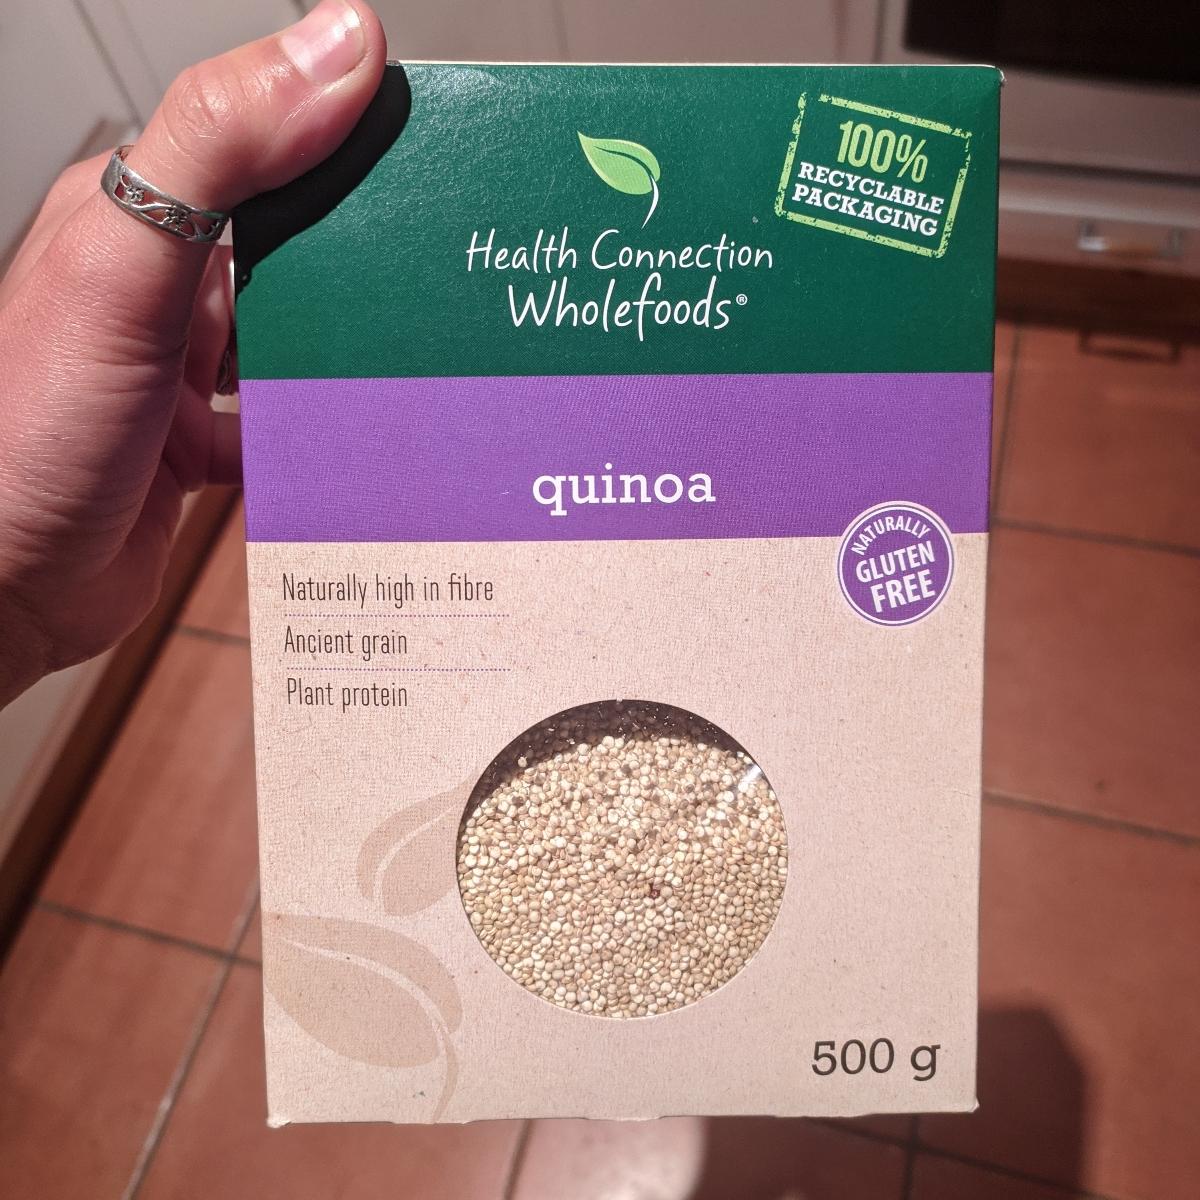 100%
RECYCLABLE
PACKAGING
Health Connection
Wholefoods®
quinoa
NATURALLY
GLUTEN
FREE
Naturally high in fibre
Ancient grain
Plant protein
500 g